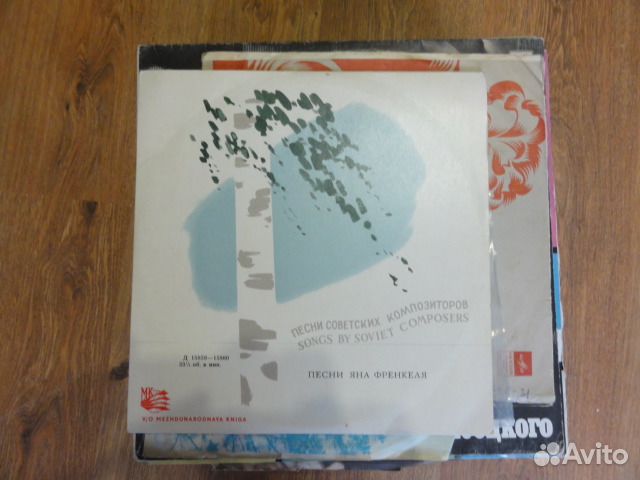 ПЕСНИ СОВЕТСКИХ КОМПОЗИТОРОВ
SONGS BY SOVIET COMPOSERS
Д 15859—15860
33⅓ об. в мин.
ПЕСНИ ЯНА ФРЕНКЕЛЯ
МК
V/O MEZHDUNARODNAYA KNIGA
оцкого
Avito